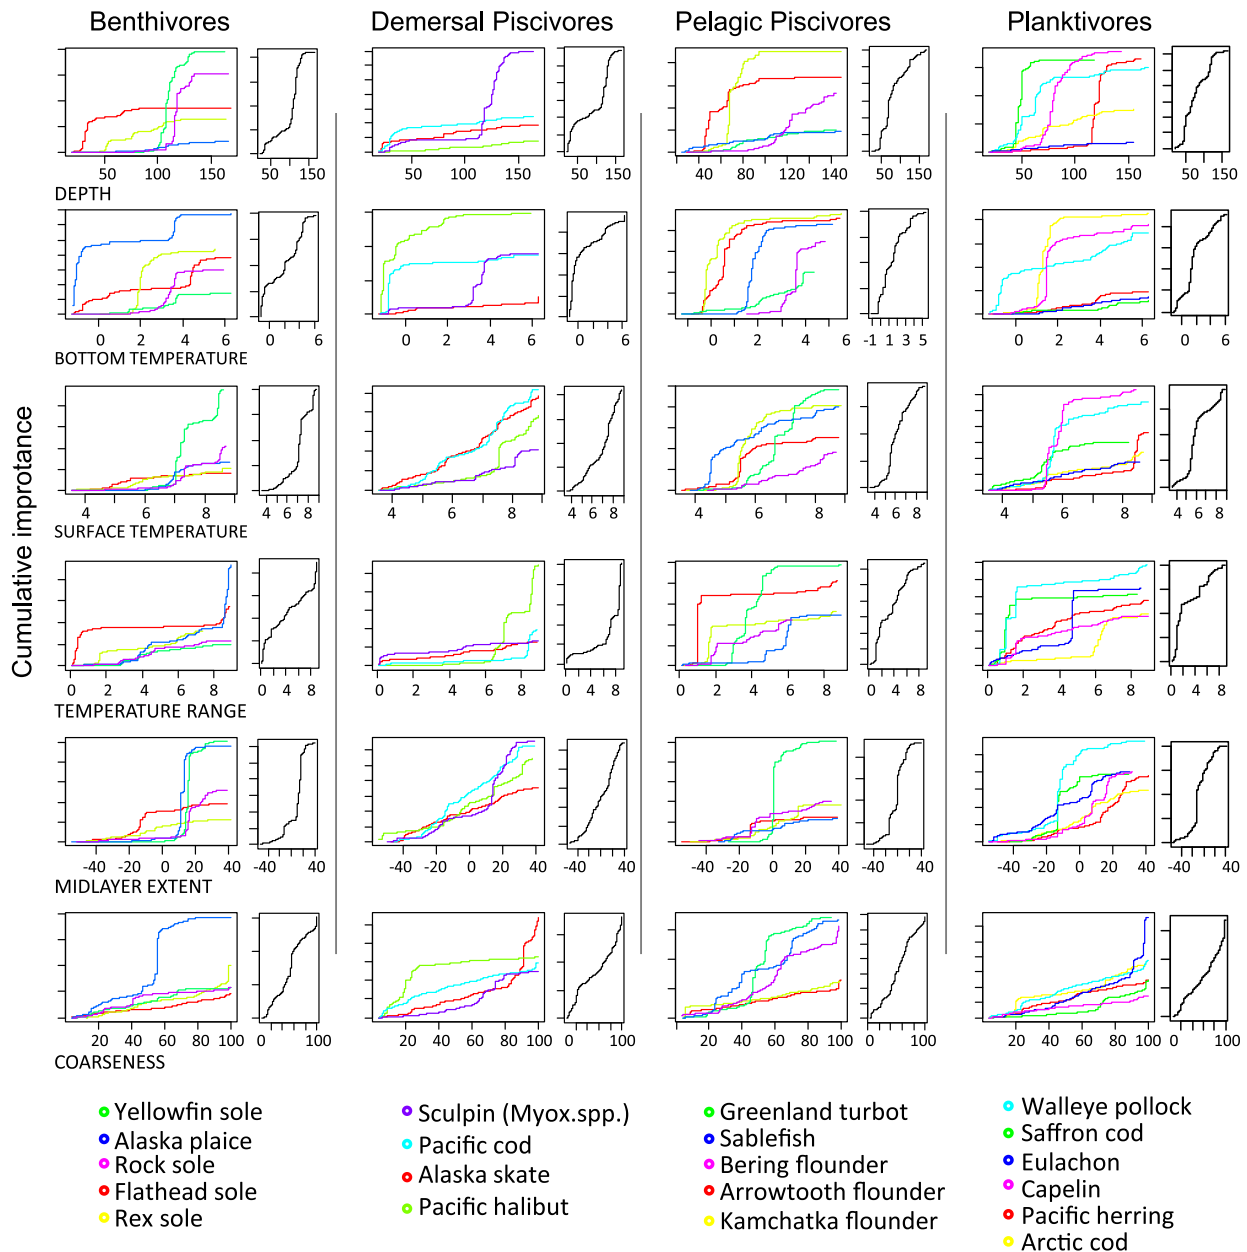 Benthivores Demersal Piscivores Pelagic Piscivores Planktivores
Cumulative improtance
50 100 150 50 150 50 100 150 50 150 40 60 80 100 120 140 50 150 50 100 150 50 150
DEPTH
0 2 4 6 0 6 0 2 4 6 0 6 0 2 4 5 6 -1 1 3 5 0 2 4 6 0 6
BOTTOM TEMPERATURE
4 6 8 4 6 8 4 6 8 4 6 8 4 6 8 4 6 8 4 6 8 4 6 8
SURFACE TEMPERATURE
0 2 4 6 8 0 4 8 0 2 4 6 8 0 4 8 0 2 4 6 8 0 4 8 0 2 4 6 8 0 4 8
TEMPERATURE RANGE
-40 -20 0 20 40 -40 40 -40 -20 0 20 40 -40 40 -40 -20 0 20 40 -40 40 -40 -20 0 20 40 -40 40
MIDLAYER EXTENT
20 40 60 80 100 0 100 20 40 60 80 100 0 100 20 40 60 80 100 0 100 20 40 60 80 100 0 100
COARSENESS
Yellowfin sole
Alaska plaice
Rock sole
Flathead sole
Rex sole
Sculpin (Myox.spp.)
Pacific cod
Alaska skate
Pacific halibut
Greenland turbot
Sablefish
Bering flounder
Arrowtooth flounder
Kamchatka flounder
Walleye pollock
Saffron cod
Eulachon
Capelin
Pacific herring
Arctic cod